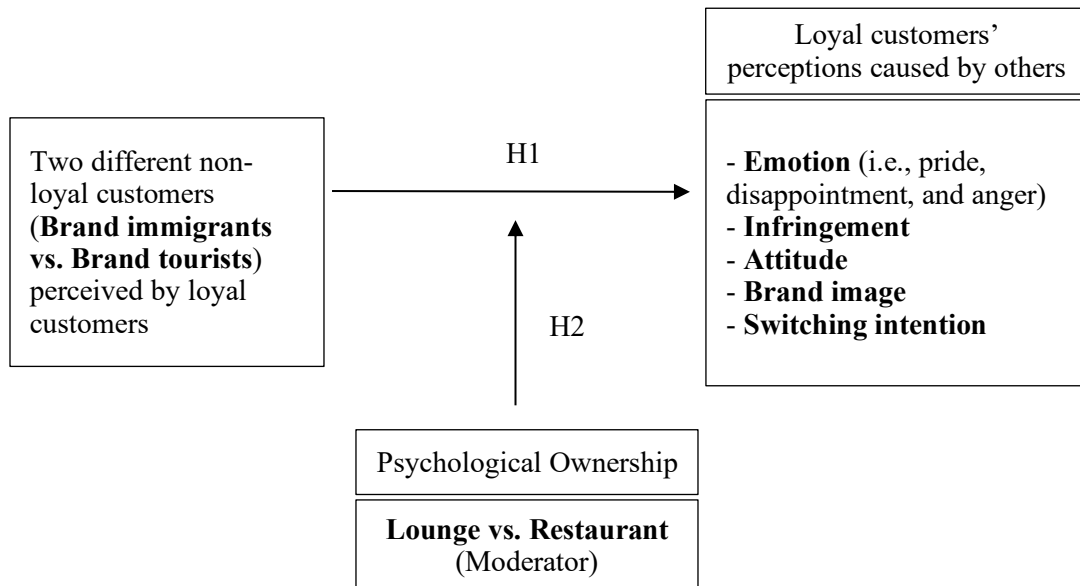 Two different non-
loyal customers
(Brand immigrants
vs. Brand tourists)
perceived by loyal
customers
H1
H2
Loyal customers’
perceptions caused by others
- Emotion (i.e., pride,
disappointment, and anger)
- Infringement
- Attitude
- Brand image
- Switching intention
Psychological Ownership
Lounge vs. Restaurant
(Moderator)